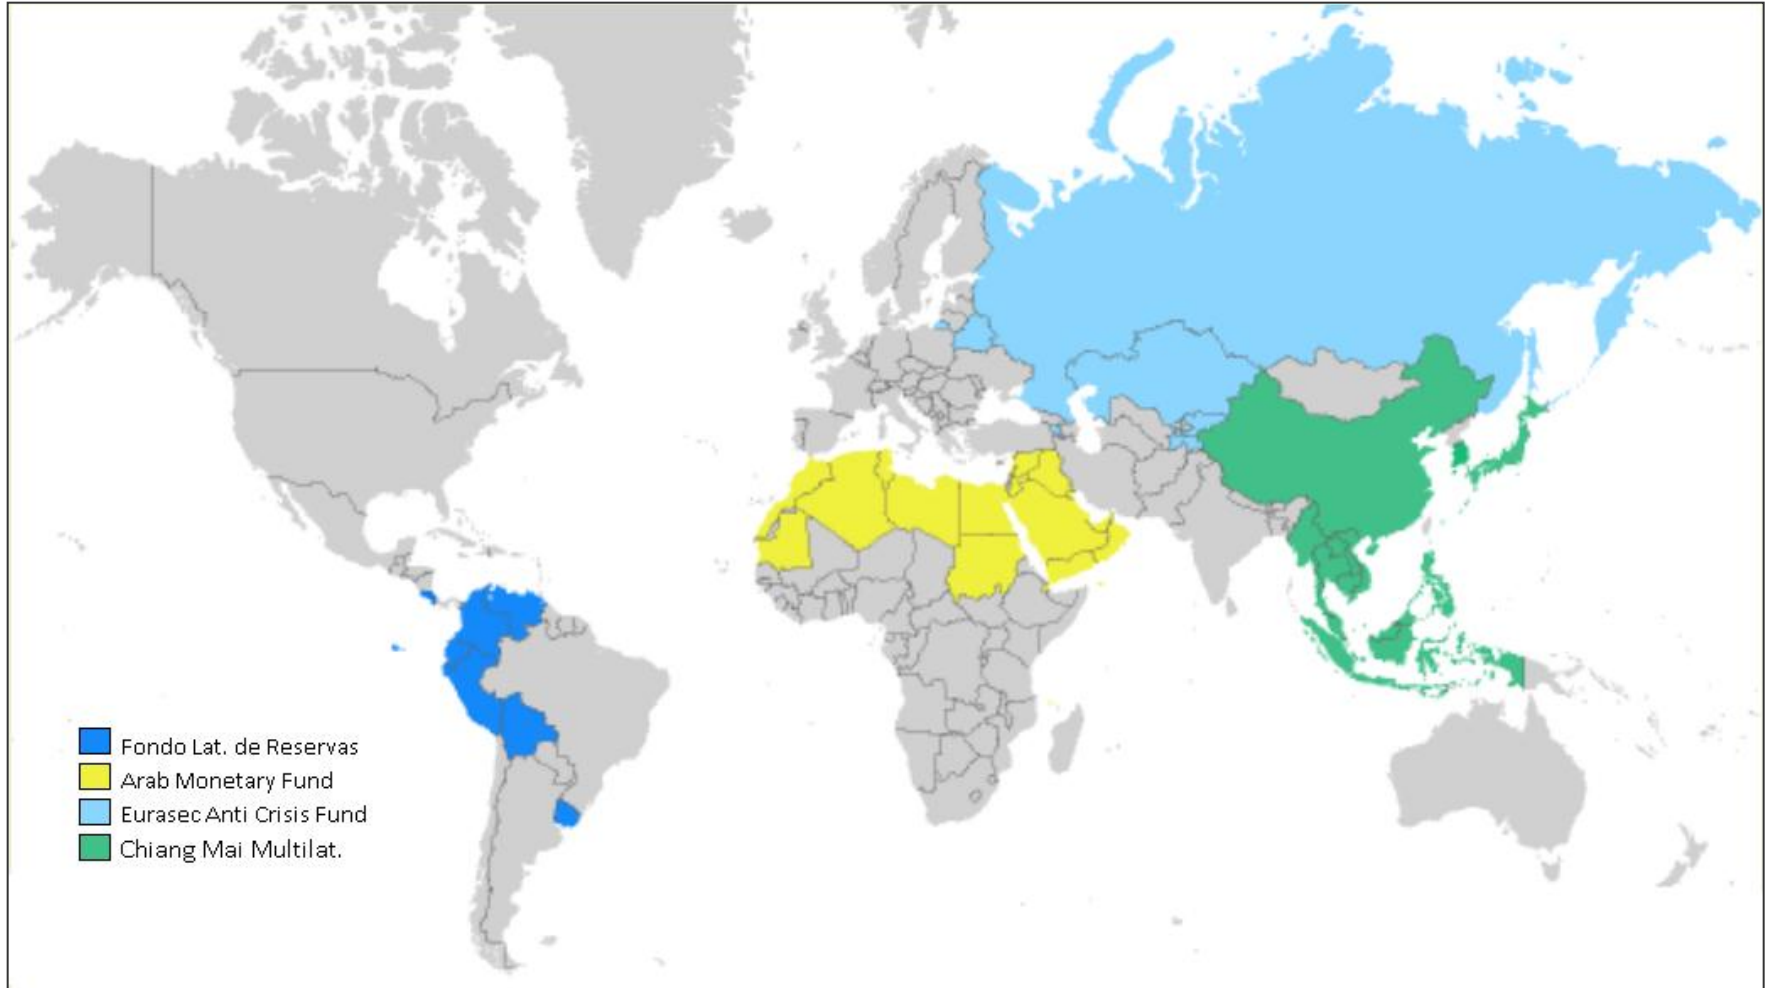 Fondo Lat. de Reservas
Arab Monetary Fund
Eurasec Anti Crisis Fund
Chiang Mai Multilat.